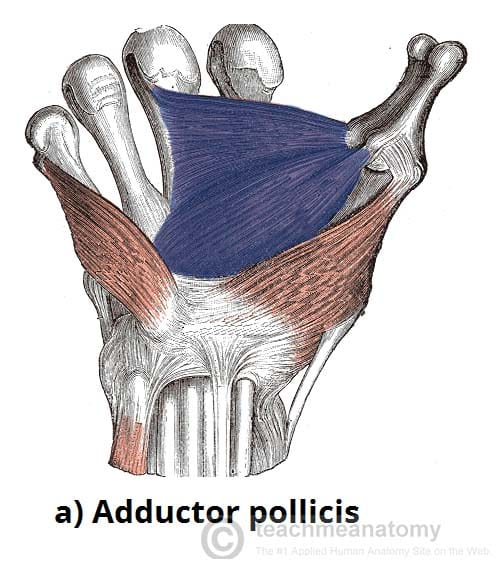 a) Adductor pollicis
© teachmeanatomy
The #1 Applied Human Anatomy Site on the Web.